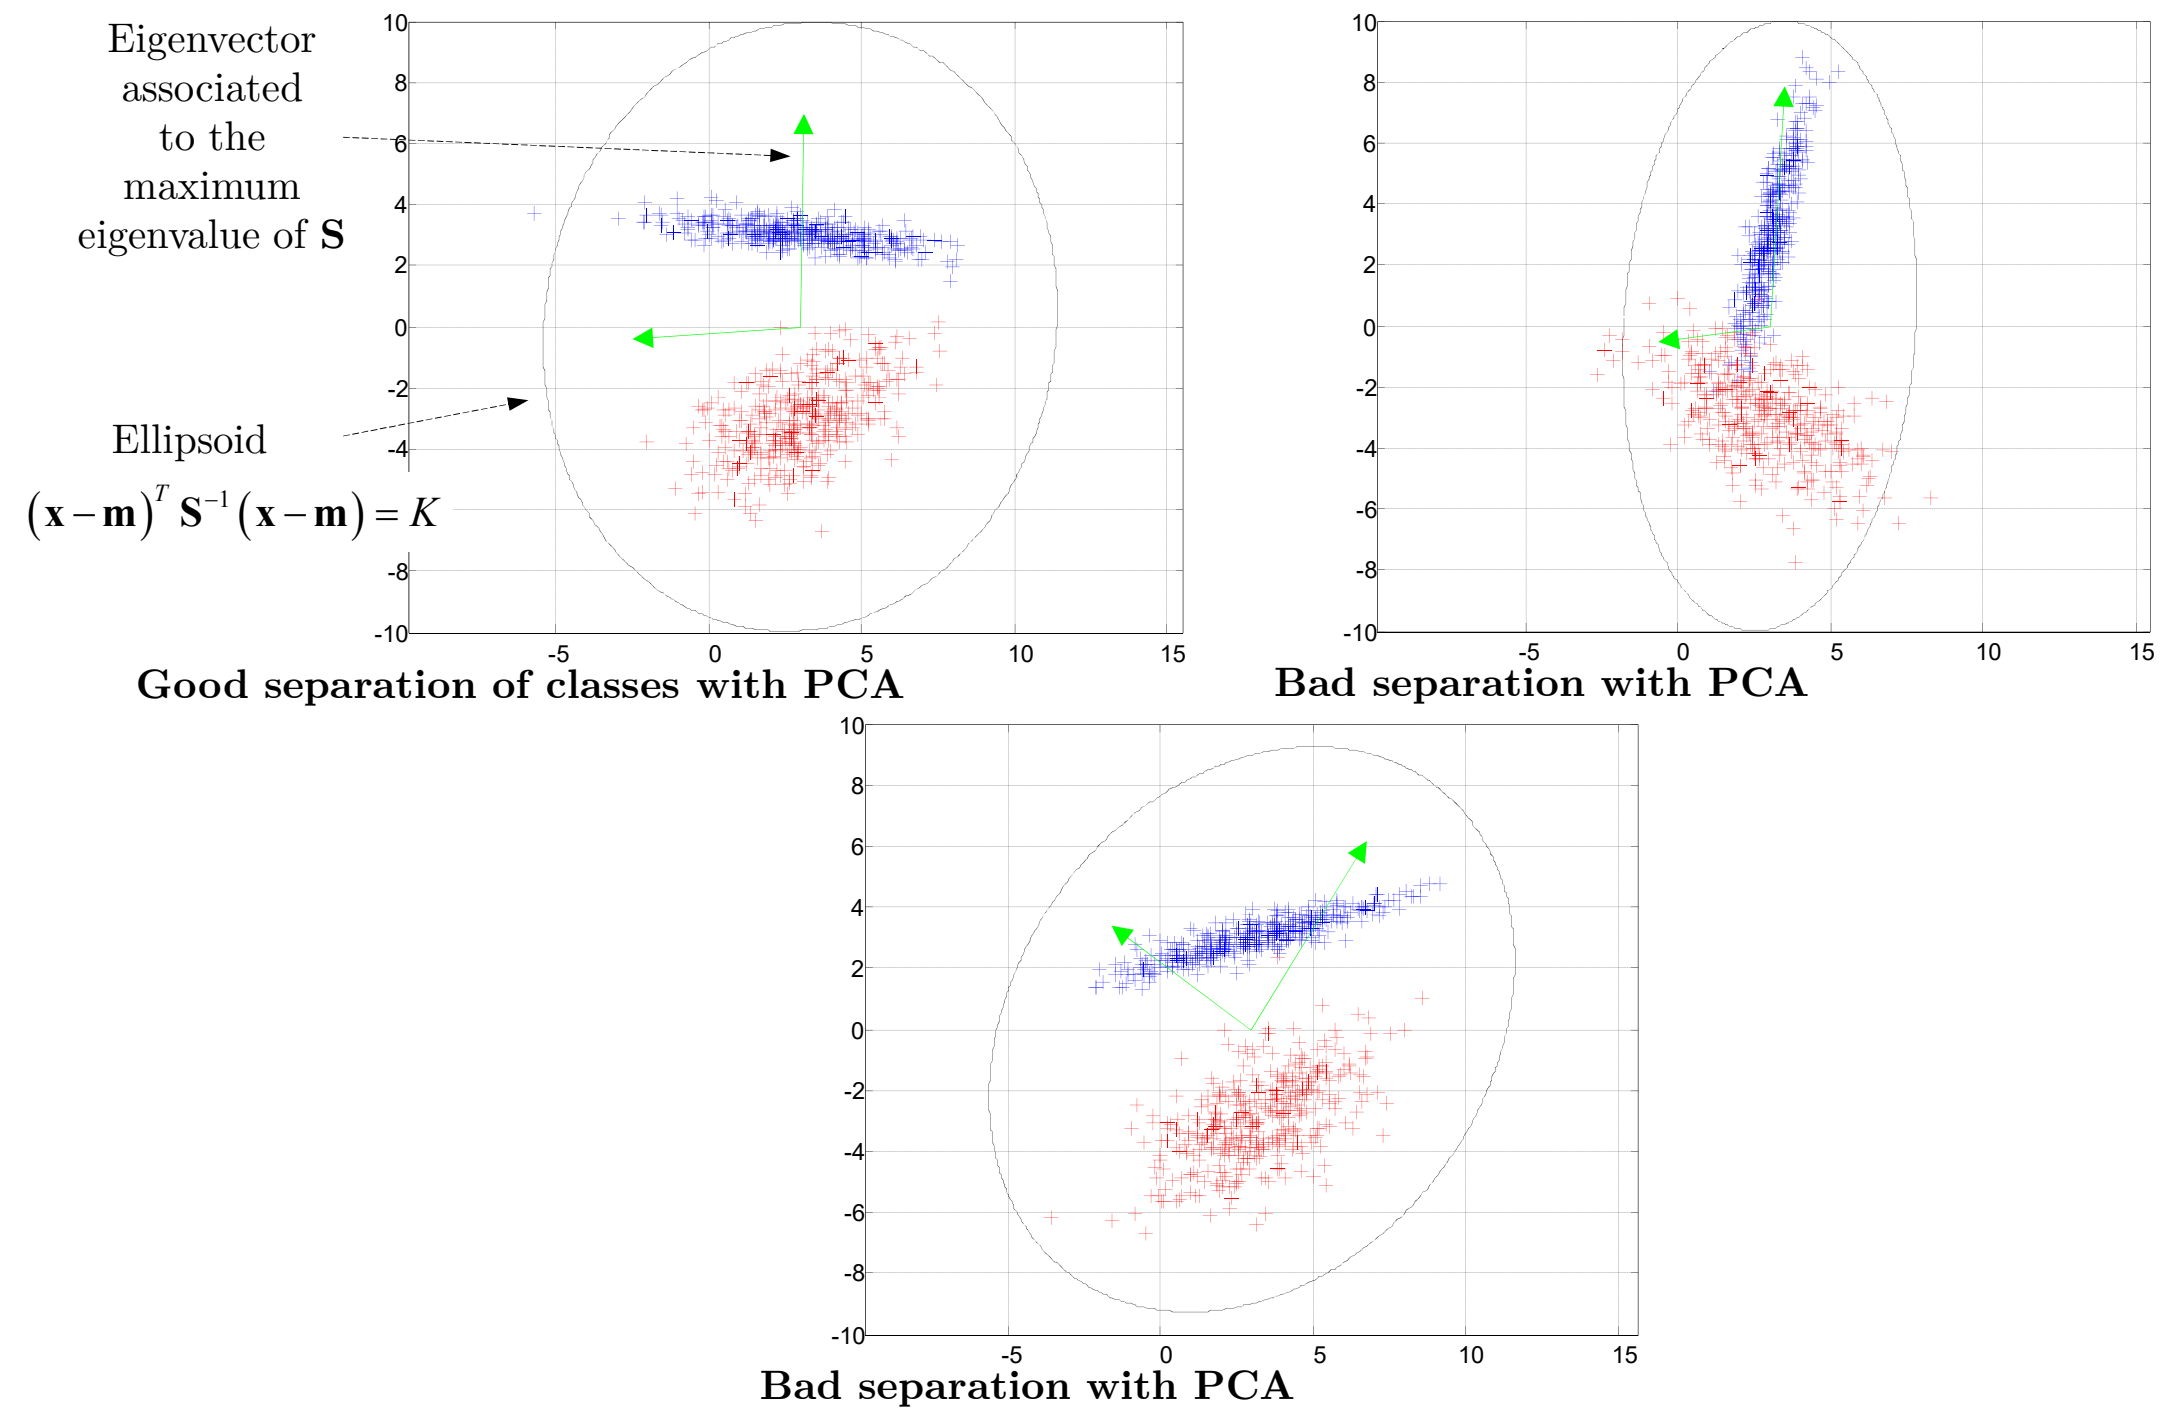 Eigenvector
associated
to the
maximum
eigenvalue of S
Ellipsoid
(x − m)^T S^{−1} (x − m) = K
10
8
6
4
2
0
-2
-4
-8
-10
-5 0 5 10 15
Good separation of classes with PCA
10
8
6
4
2
0
-2
-4
-6
-8
-10
-5 0 5 10 15
Bad separation with PCA
10
8
6
4
2
0
-2
-4
-6
-8
-10
-5 0 5 10 15
Bad separation with PCA